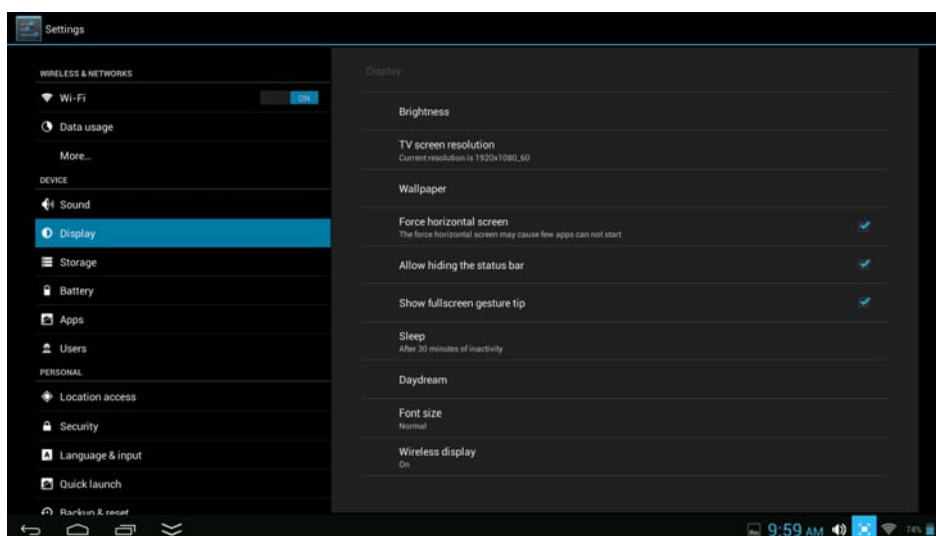 Settings
WIRELESS & NETWORKS
Wi-Fi ON
Data usage
More...
DEVICE
Sound
Display
Storage
Battery
Apps
Users
PERSONAL
Location access
Security
Language & input
Quick launch
Backup & reset
Display
Brightness
TV screen resolution
Current resolution is 1920x1080_60
Wallpaper
Force horizontal screen
The force horizontal screen may cause few apps can not start
Allow hiding the status bar
Show fullscreen gesture tip
Sleep
After 30 minutes of inactivity
Daydream
Font size
Normal
Wireless display
On
9:59 AM 74%